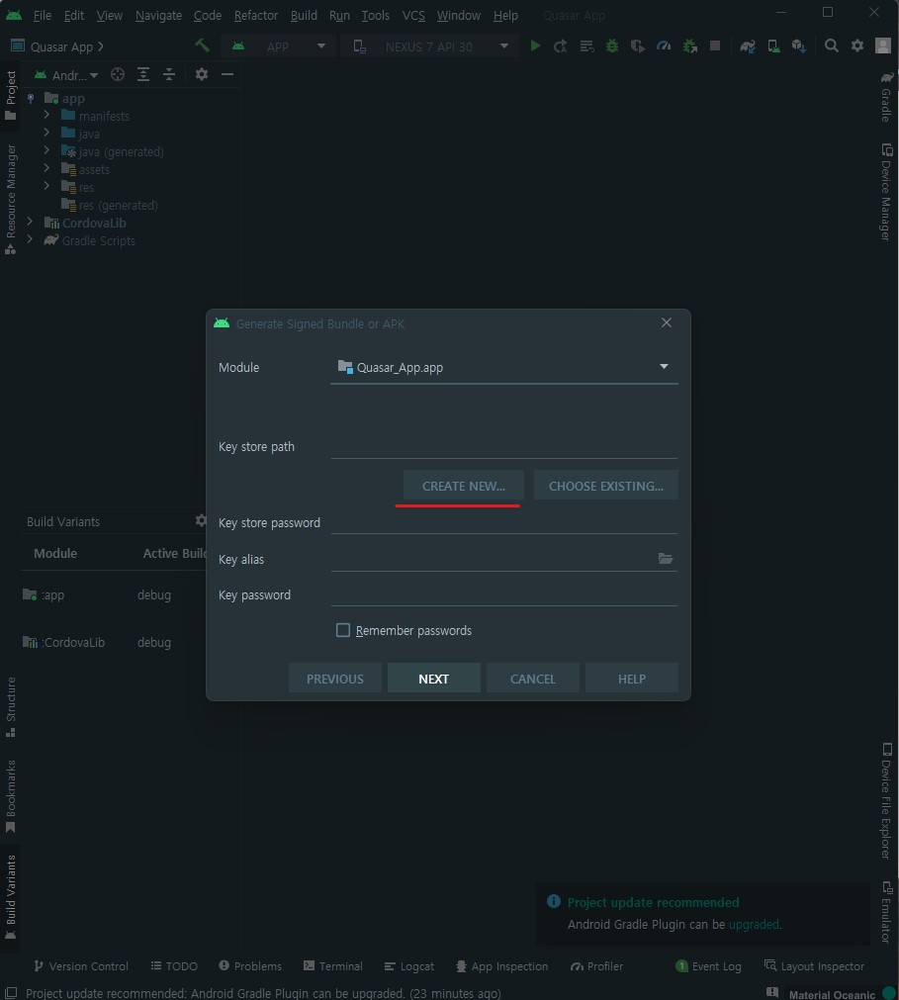 File Edit View Navigate Code Refactor Build Run Tools VCS Window Help Quasar App
Quasar App APP NEXUS 7 API 30
Andr...
Project
Resource Manager
Structure
Bookmarks
Build Variants
app
manifests
java
java (generated)
assets
res
res (generated)
CordovaLib
Gradle Scripts
Gradle
Device Manager
Device File Explorer
Emulator
Generate Signed Bundle or APK
Module Quasar_App.app
Key store path
CREATE NEW... CHOOSE EXISTING...
Key store password
Key alias
Key password
Remember passwords
PREVIOUS NEXT CANCEL HELP
Build Variants
Module Active Build
:app debug
:CordovaLib debug
Project update recommended
Android Gradle Plugin can be upgraded.
Version Control TODO Problems Terminal Logcat App Inspection Profiler 1 Event Log Layout Inspector
Project update recommended: Android Gradle Plugin can be upgraded. (23 minutes ago) Material Oceanic